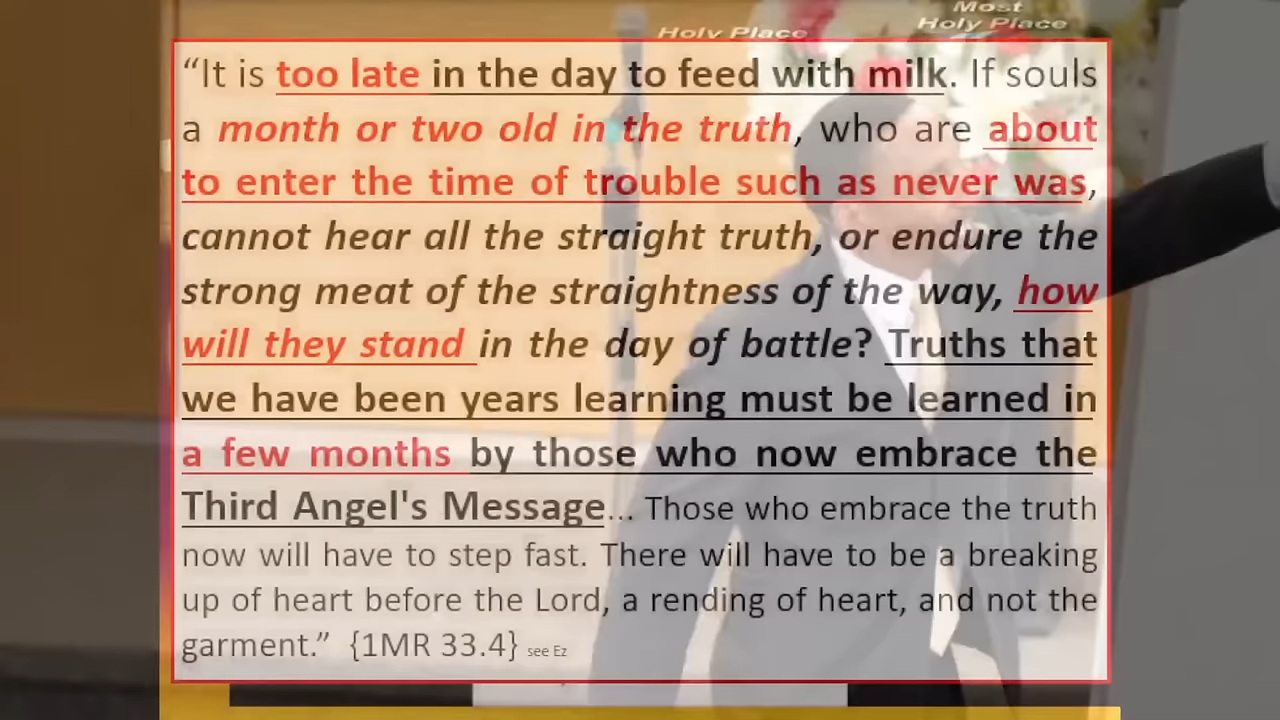 Most
Holy Place
Holy Place
“It is too late in the day to feed with milk. If souls
a month or two old in the truth, who are about
to enter the time of trouble such as never was,
cannot hear all the straight truth, or endure the
strong meat of the straightness of the way, how
will they stand in the day of battle? Truths that
we have been years learning must be learned in
a few months by those who now embrace the
Third Angel's Message... Those who embrace the truth
now will have to step fast. There will have to be a breaking
up of heart before the Lord, a rending of heart, and not the
garment.” {1MR 33.4} see Ez